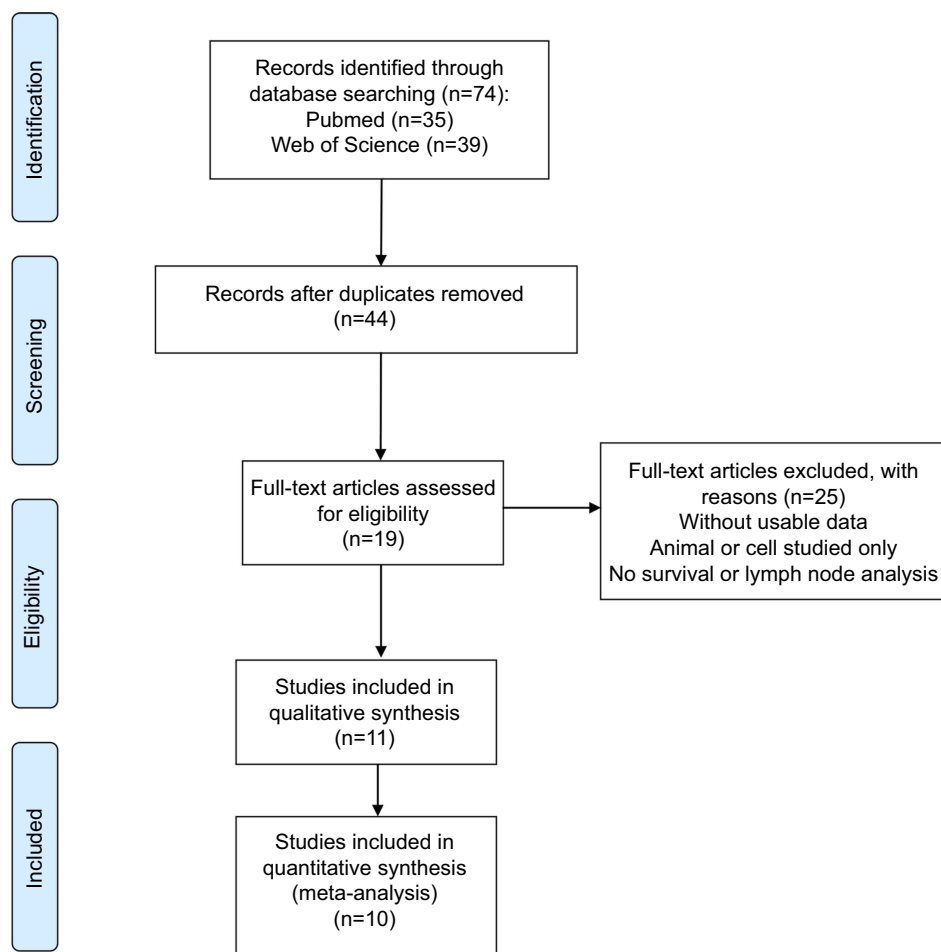 Identification
Records identified through
database searching (n=74):
Pubmed (n=35)
Web of Science (n=39)
Screening
Records after duplicates removed
(n=44)
Eligibility
Full-text articles assessed
for eligibility
(n=19)
Full-text articles excluded, with
reasons (n=25)
Without usable data
Animal or cell studied only
No survival or lymph node analysis
Studies included in
qualitative synthesis
(n=11)
Included
Studies included in
quantitative synthesis
(meta-analysis)
(n=10)